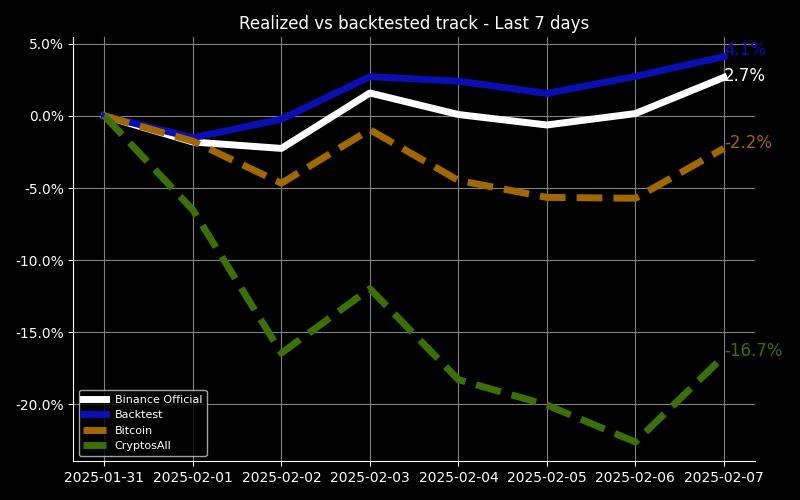 Realized vs backtested track - Last 7 days
5.0%
0.0%
-5.0%
-10.0%
-15.0%
-20.0%
4.1%
2.7%
-2.2%
-16.7%
Binance Official
Backtest
Bitcoin
CryptosAll
2025-01-31 2025-02-01 2025-02-02 2025-02-03 2025-02-04 2025-02-05 2025-02-06 2025-02-07